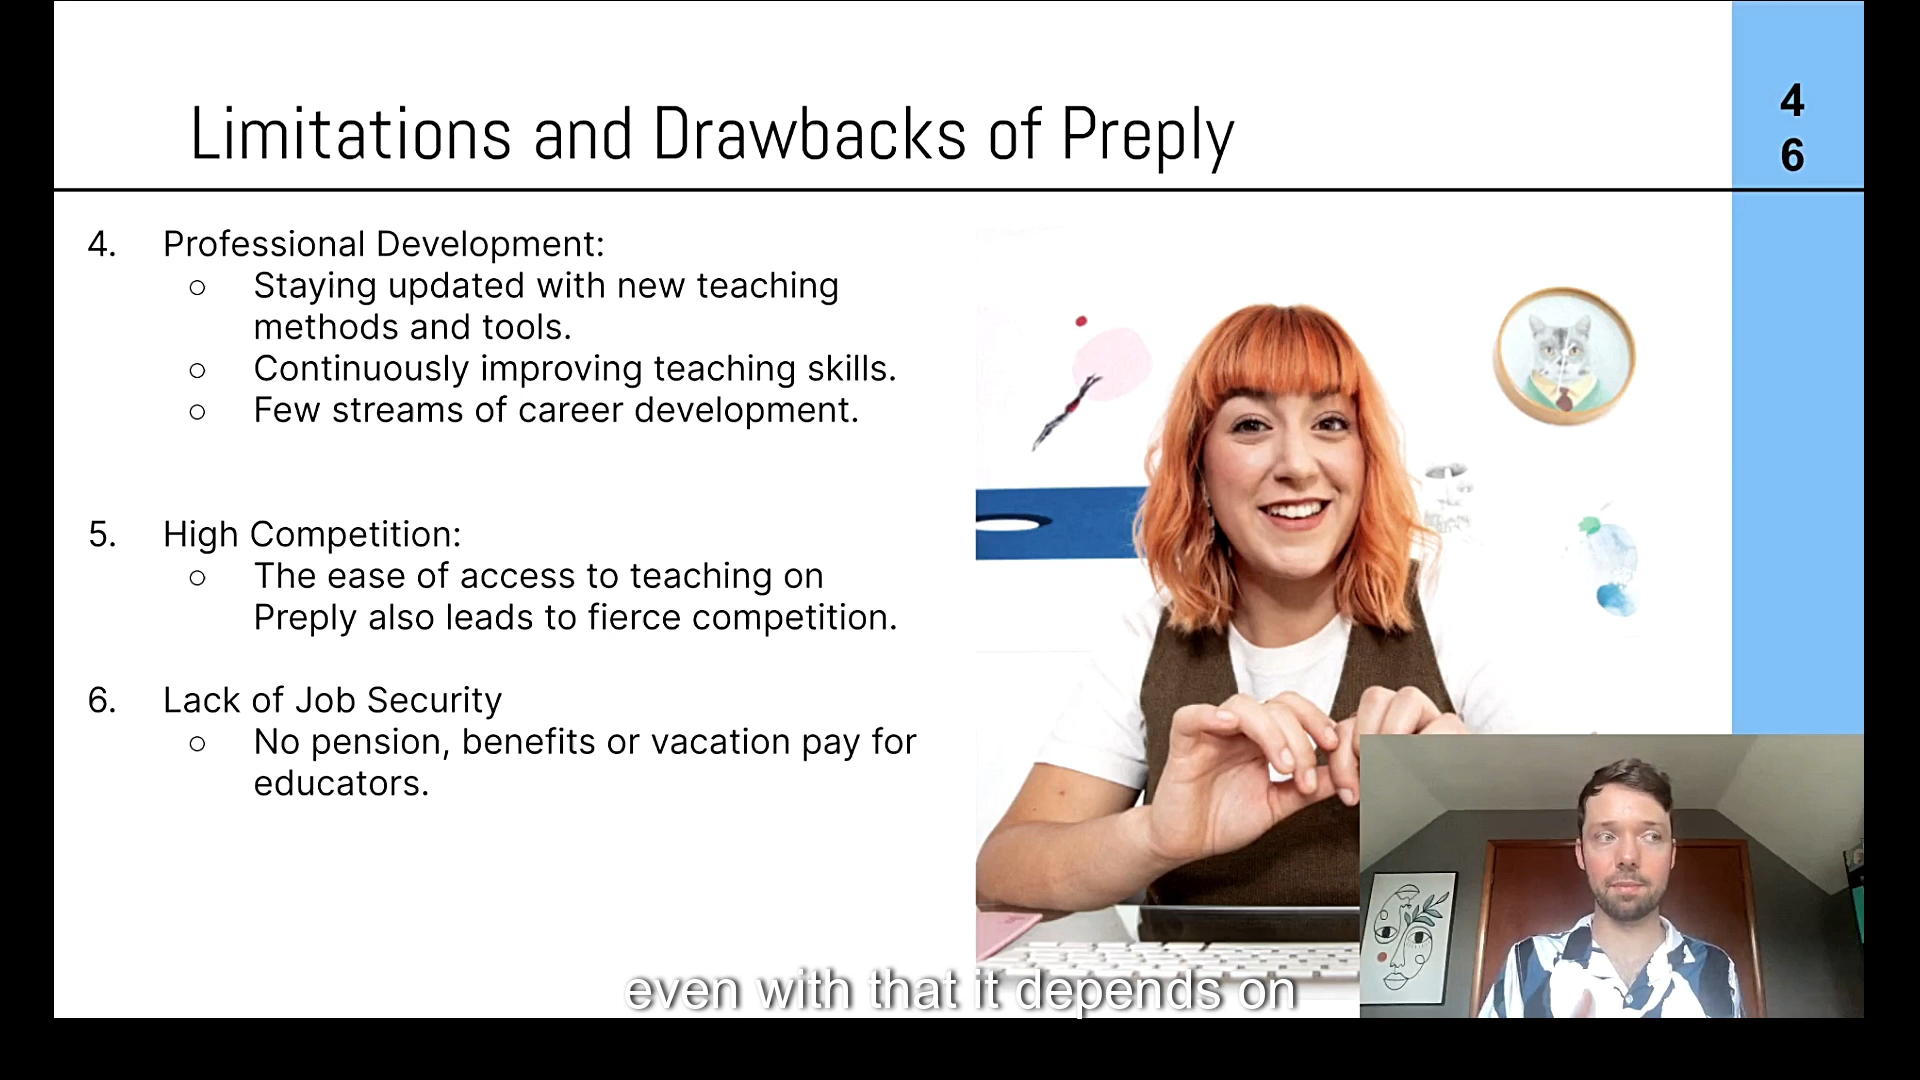 Limitations and Drawbacks of Preply
4
6
4. Professional Development:
○ Staying updated with new teaching
methods and tools.
○ Continuously improving teaching skills.
○ Few streams of career development.
5. High Competition:
○ The ease of access to teaching on
Preply also leads to fierce competition.
6. Lack of Job Security
○ No pension, benefits or vacation pay for
educators.
even with that it depends on